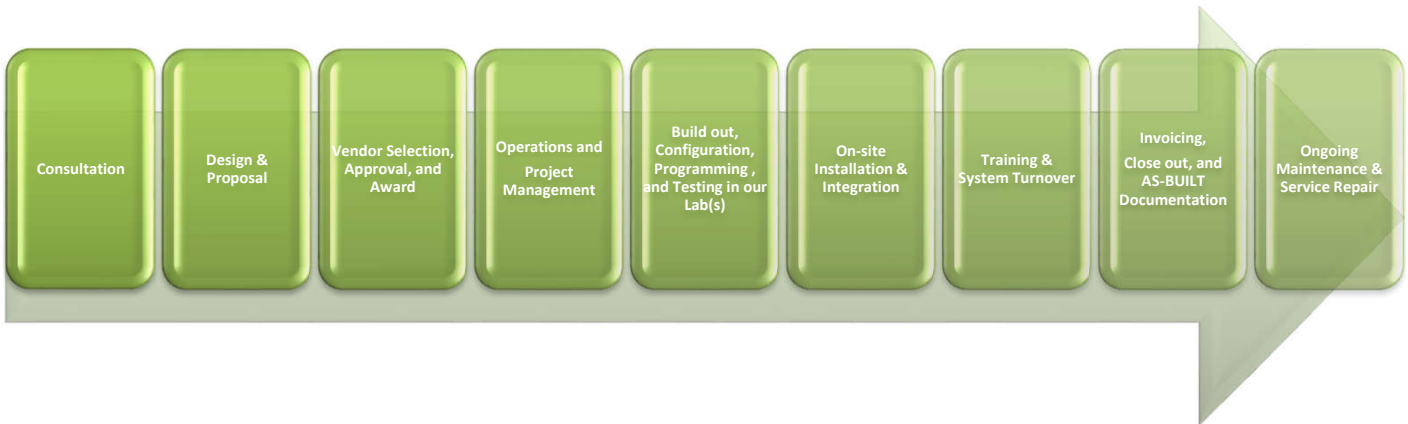 Consultation
Design &
Proposal
Vendor Selection,
Approval, and
Award
Operations and
Project
Management
Build out,
Configuration,
Programming ,
and Testing in our
Lab(s)
On-site
Installation &
Integration
Training &
System Turnover
Invoicing,
Close out, and
AS-BUILT
Documentation
Ongoing
Maintenance &
Service Repair